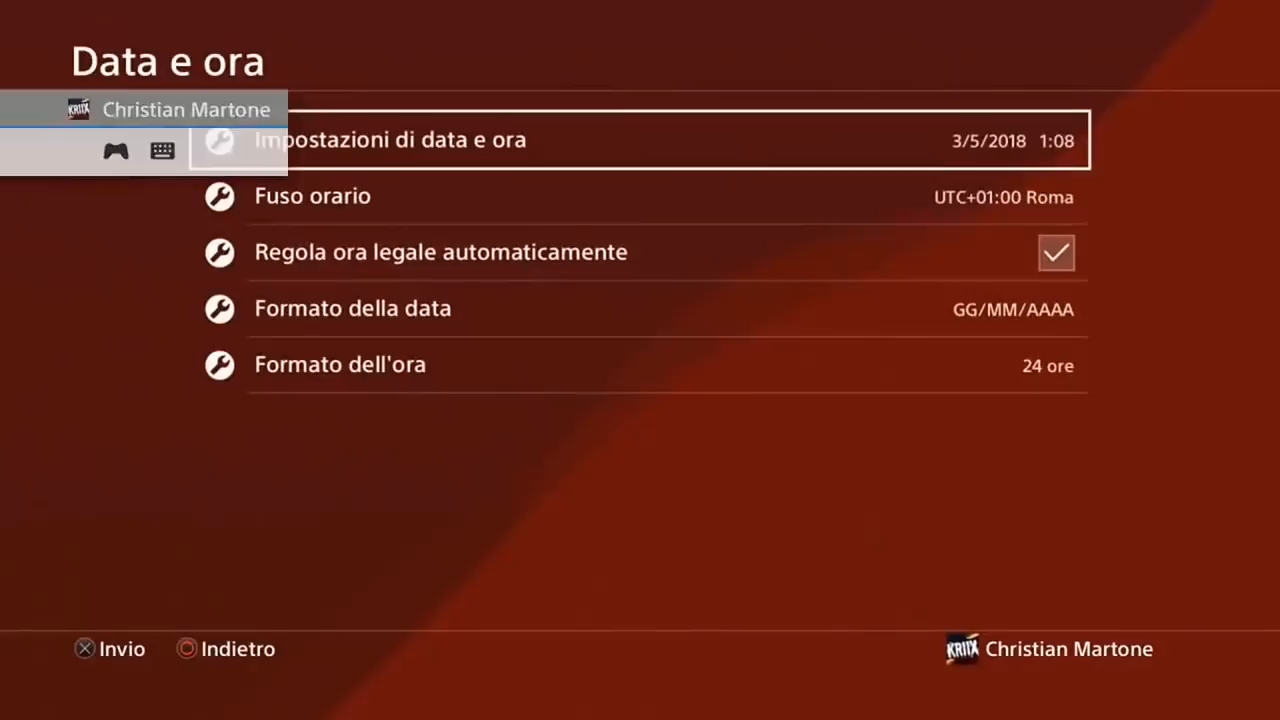 Data e ora
KRIIX Christian Martone
Impostazioni di data e ora 3/5/2018 1:08
Fuso orario UTC+01:00 Roma
Regola ora legale automaticamente
Formato della data GG/MM/AAAA
Formato dell'ora 24 ore
Invio Indietro KRIIX Christian Martone